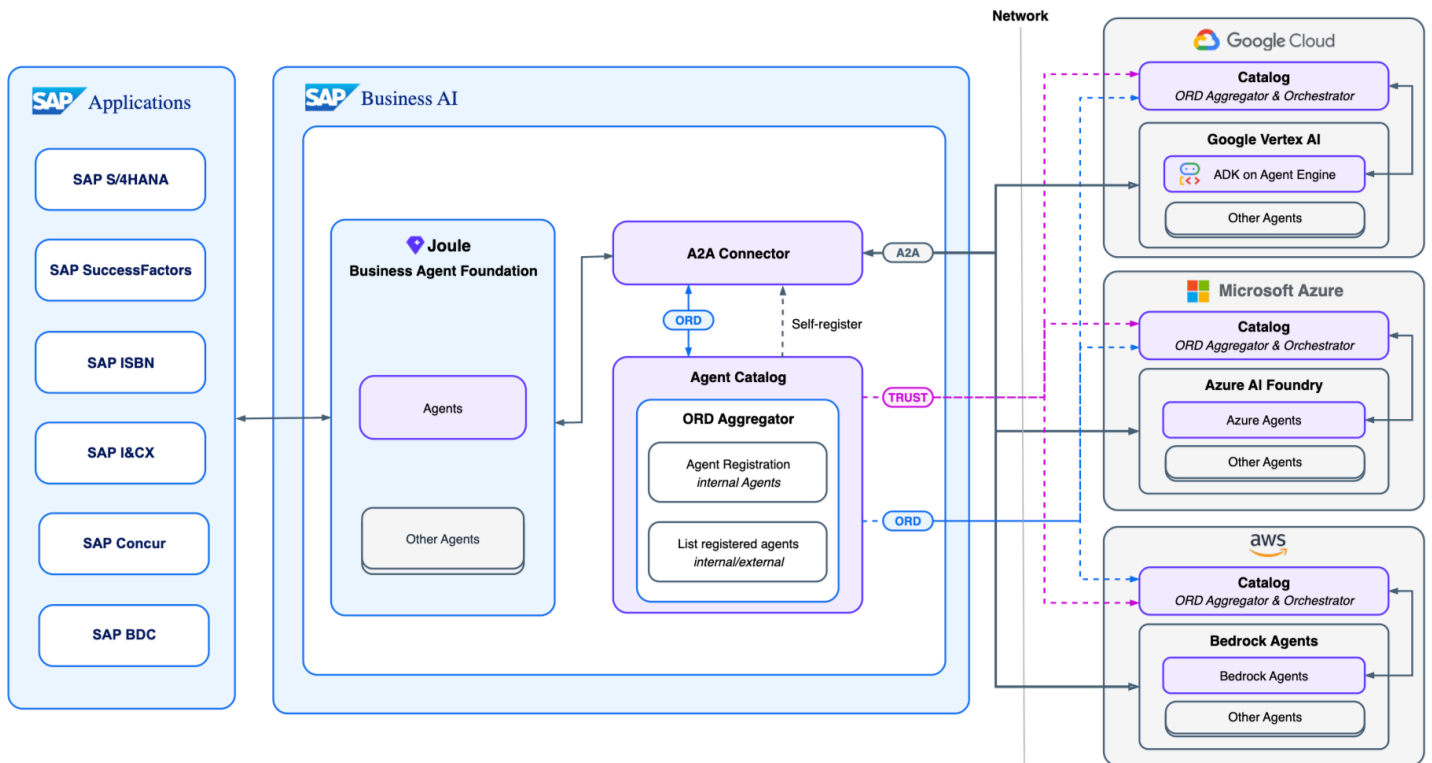 Network
SAP Applications
SAP S/4HANA
SAP SuccessFactors
SAP ISBN
SAP I&CX
SAP Concur
SAP BDC
SAP Business AI
Joule
Business Agent Foundation
Agents
Other Agents
A2A Connector
A2A
ORD
Self-register
Agent Catalog
ORD Aggregator
Agent Registration
internal Agents
List registered agents
internal/external
TRUST
ORD
Google Cloud
Catalog
ORD Aggregator & Orchestrator
Google Vertex AI
ADK on Agent Engine
Other Agents
Microsoft Azure
Catalog
ORD Aggregator & Orchestrator
Azure AI Foundry
Azure Agents
Other Agents
aws
Catalog
ORD Aggregator & Orchestrator
Bedrock Agents
Bedrock Agents
Other Agents